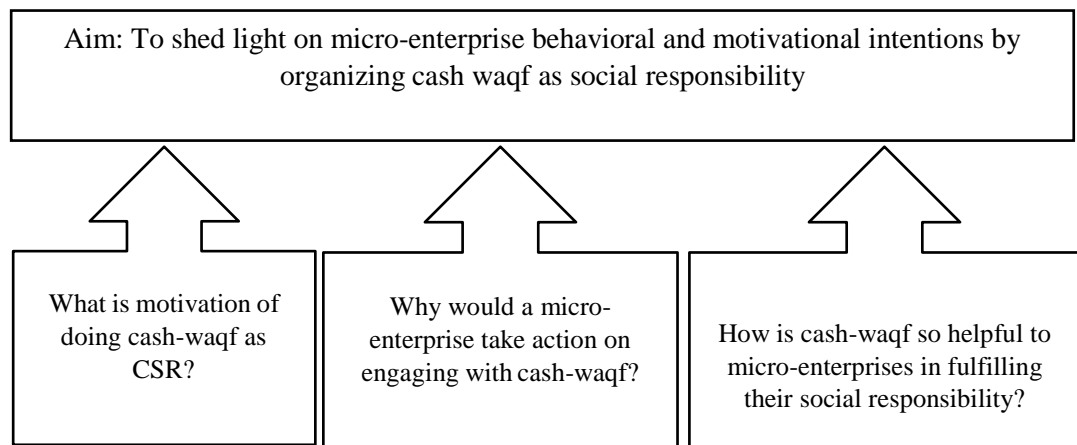 Aim: To shed light on micro-enterprise behavioral and motivational intentions by
organizing cash waqf as social responsibility
What is motivation of
doing cash-waqf as
CSR?
Why would a micro-
enterprise take action on
engaging with cash-waqf?
How is cash-waqf so helpful to
micro-enterprises in fulfilling
their social responsibility?